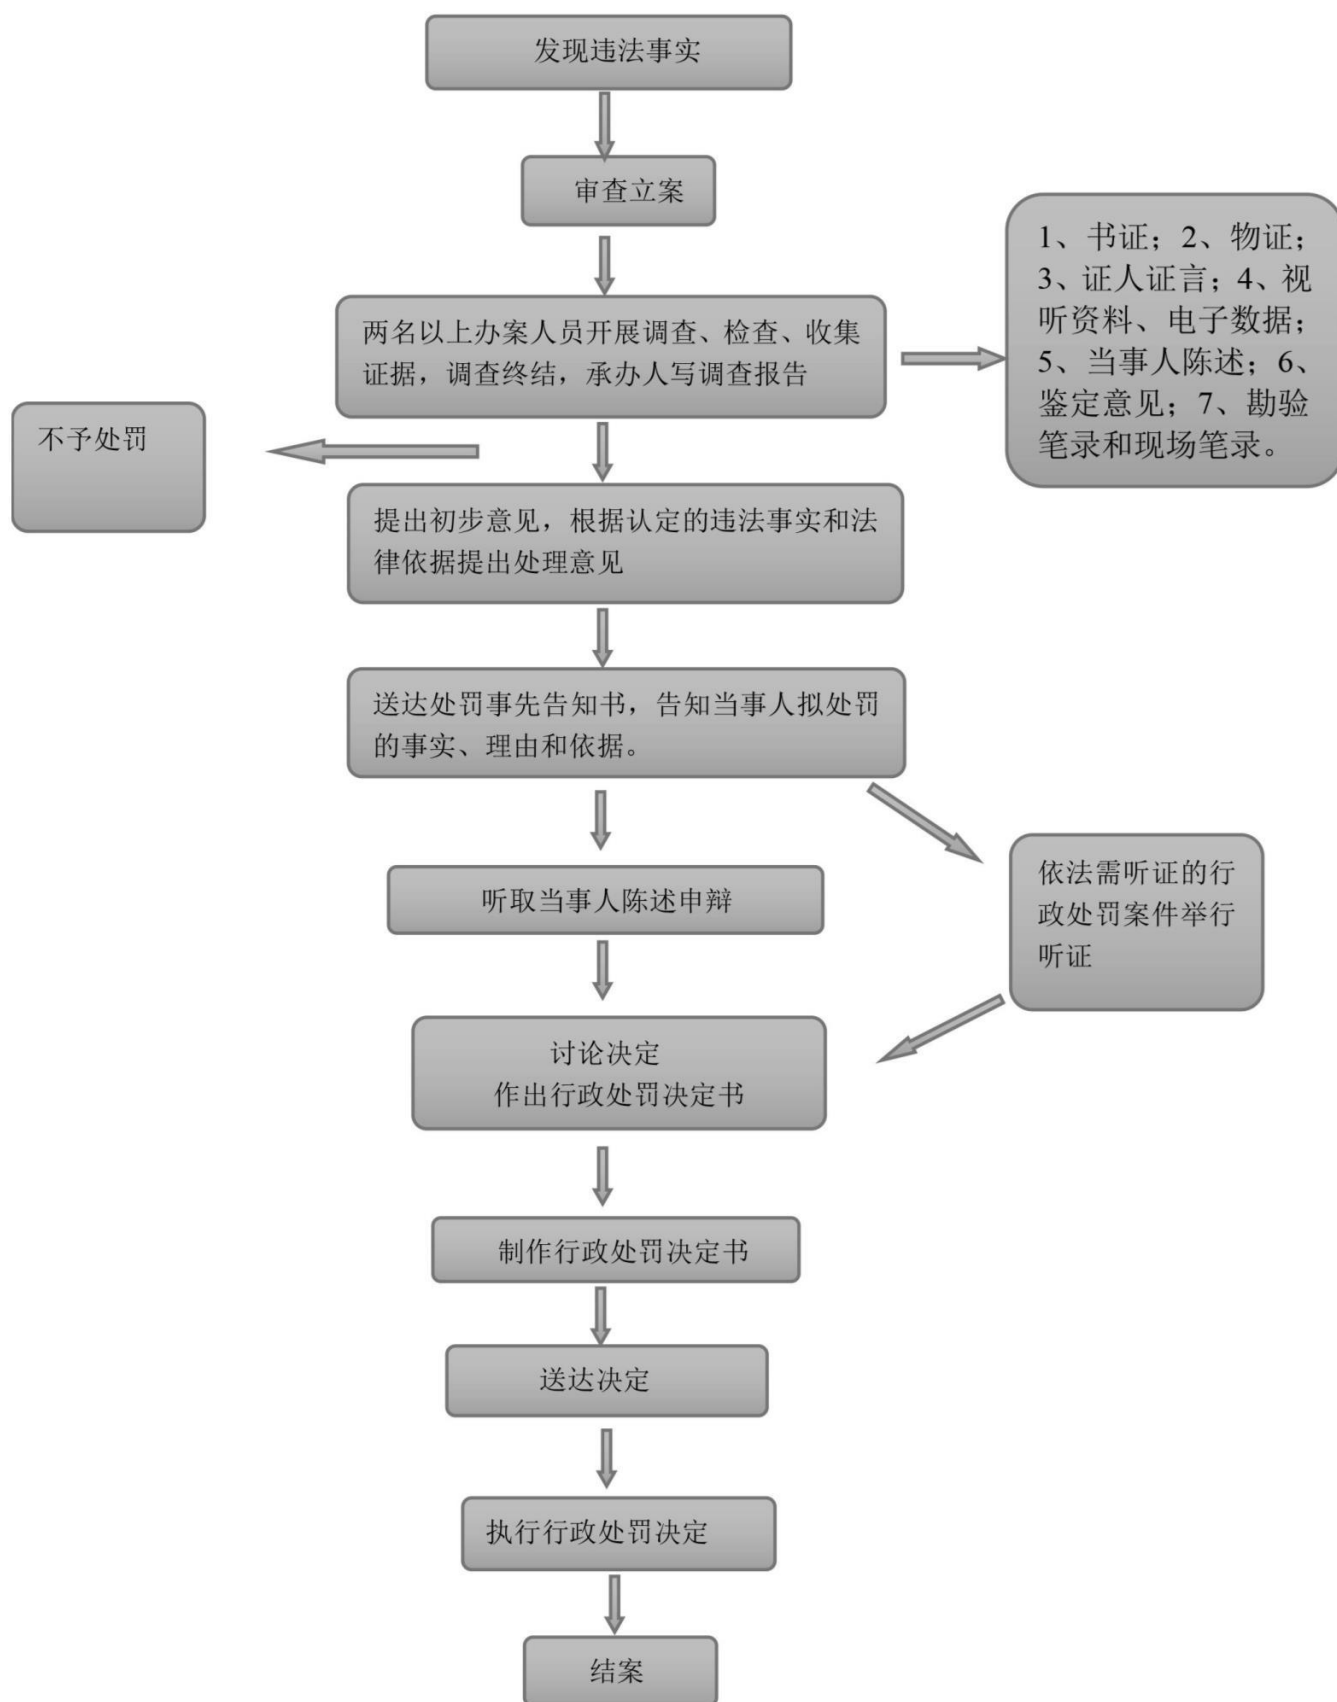 发现违法事实
审查立案
1、书证；2、物证；
3、证人证言；4、视
听资料、电子数据；
5、当事人陈述；6、
鉴定意见；7、勘验
笔录和现场笔录。
两名以上办案人员开展调查、检查、收集
证据，调查终结，承办人写调查报告
不予处罚
提出初步意见，根据认定的违法事实和法
律依据提出处理意见
送达处罚事先告知书，告知当事人拟处罚
的事实、理由和依据。
听取当事人陈述申辩
依法需听证的行
政处罚案件举行
听证
讨论决定
作出行政处罚决定书
制作行政处罚决定书
送达决定
执行行政处罚决定
结案